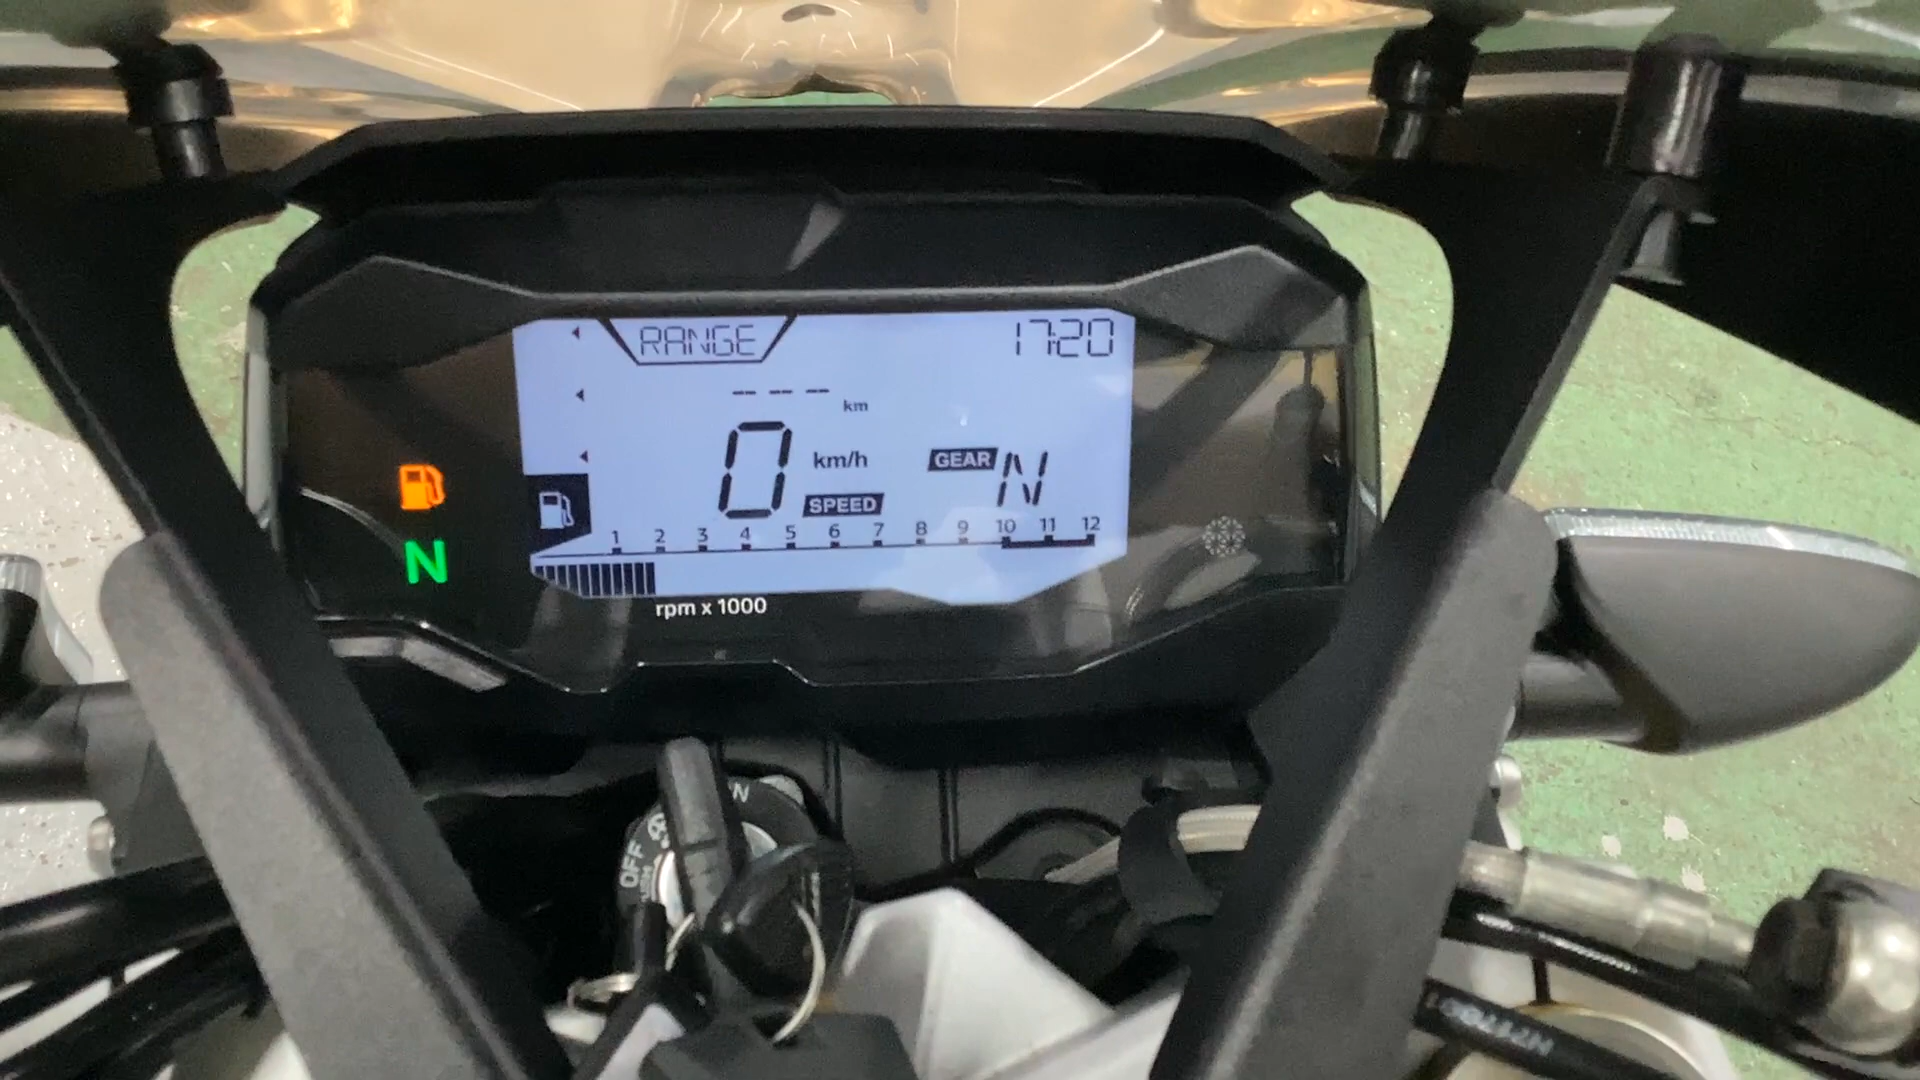 RANGE
17:20
-- -- --
km
0 km/h
GEAR N
SPEED
1 2 3 4 5 6 7 8 9 10 11 12
N
rpm x 1000
OFF